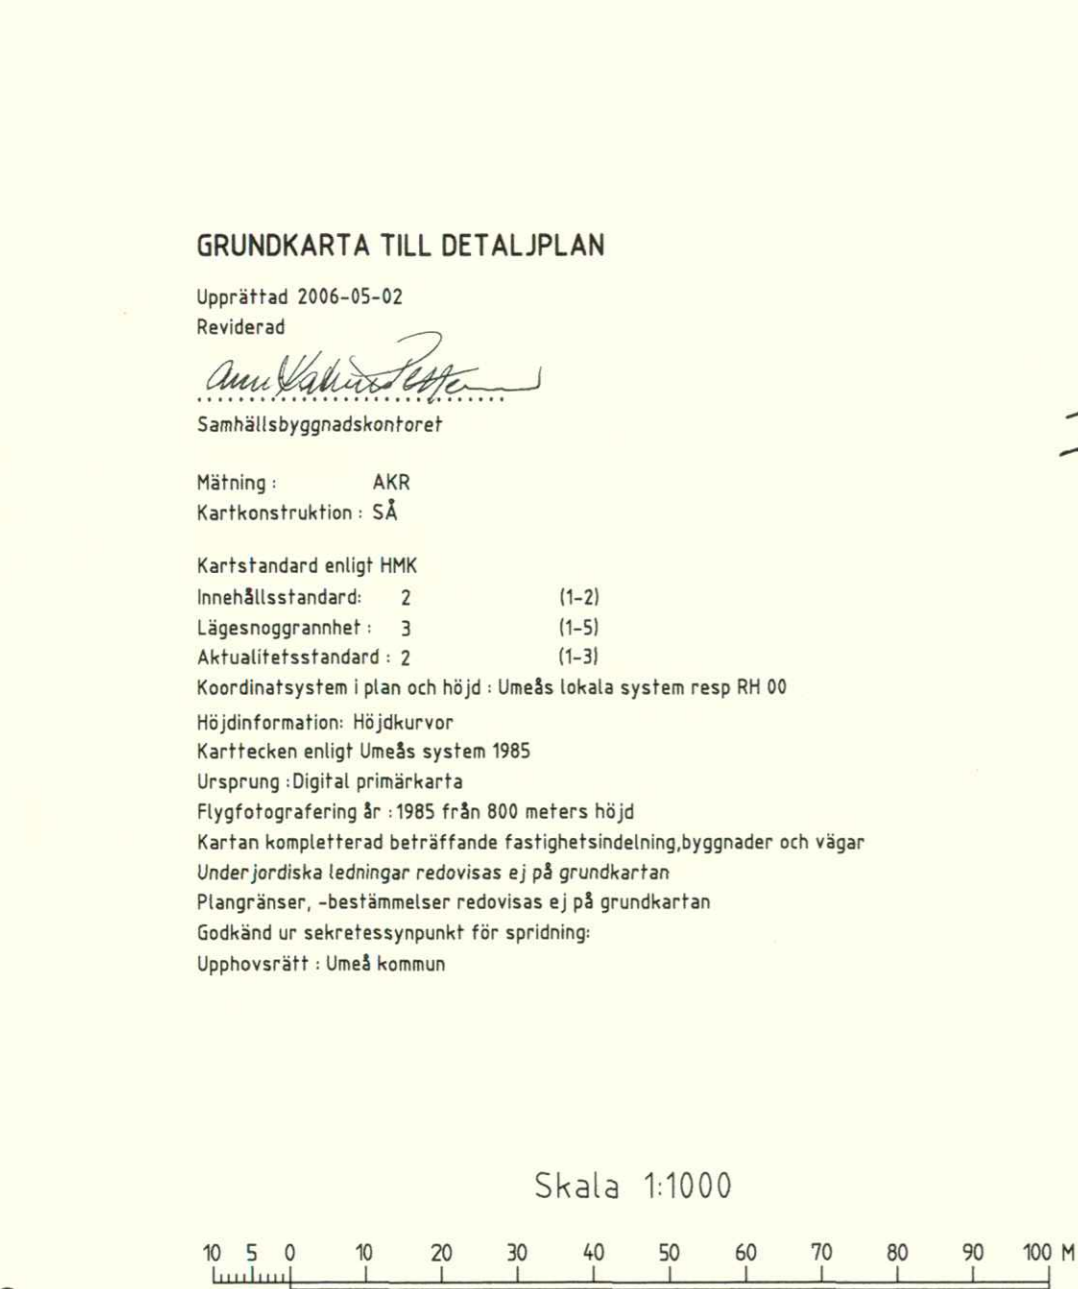 GRUNDKARTA TILL DETALJPLAN
Upprättad 2006-05-02
Reviderad
Samhällsbyggnadskontoret
Mätning : AKR
Kartkonstruktion : SÅ
Kartstandard enligt HMK
Innehållsstandard: 2 (1-2)
Lägesnoggrannhet : 3 (1-5)
Aktualitetsstandard : 2 (1-3)
Koordinatsystem i plan och höjd : Umeås lokala system resp RH 00
Höjdinformation: Höjdkurvor
Karttecken enligt Umeås system 1985
Ursprung :Digital primärkarta
Flygfotografering år :1985 från 800 meters höjd
Kartan kompletterad beträffande fastighetsindelning,byggnader och vägar
Underjordiska ledningar redovisas ej på grundkartan
Plangränser, -bestämmelser redovisas ej på grundkartan
Godkänd ur sekretessynpunkt för spridning:
Upphovsrätt : Umeå kommun
Skala 1:1000
10 5 0 10 20 30 40 50 60 70 80 90 100 M